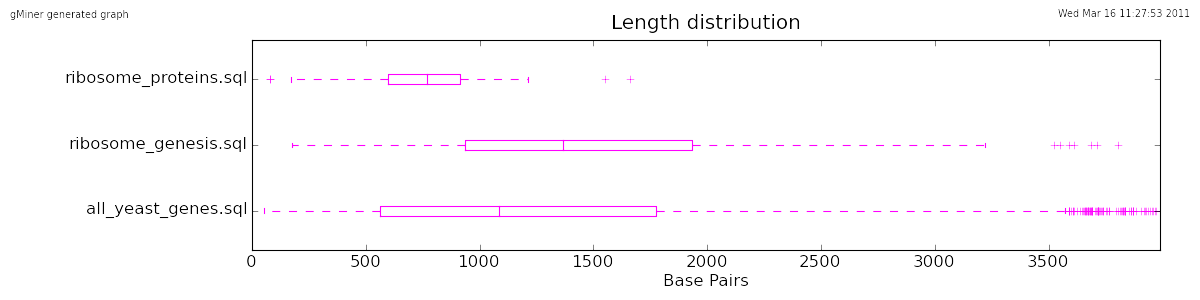 gMiner generated graph
Wed Mar 16 11:27:53 2011
Length distribution
ribosome_proteins.sql
ribosome_genesis.sql
all_yeast_genes.sql
0 500 1000 1500 2000 2500 3000 3500
Base Pairs